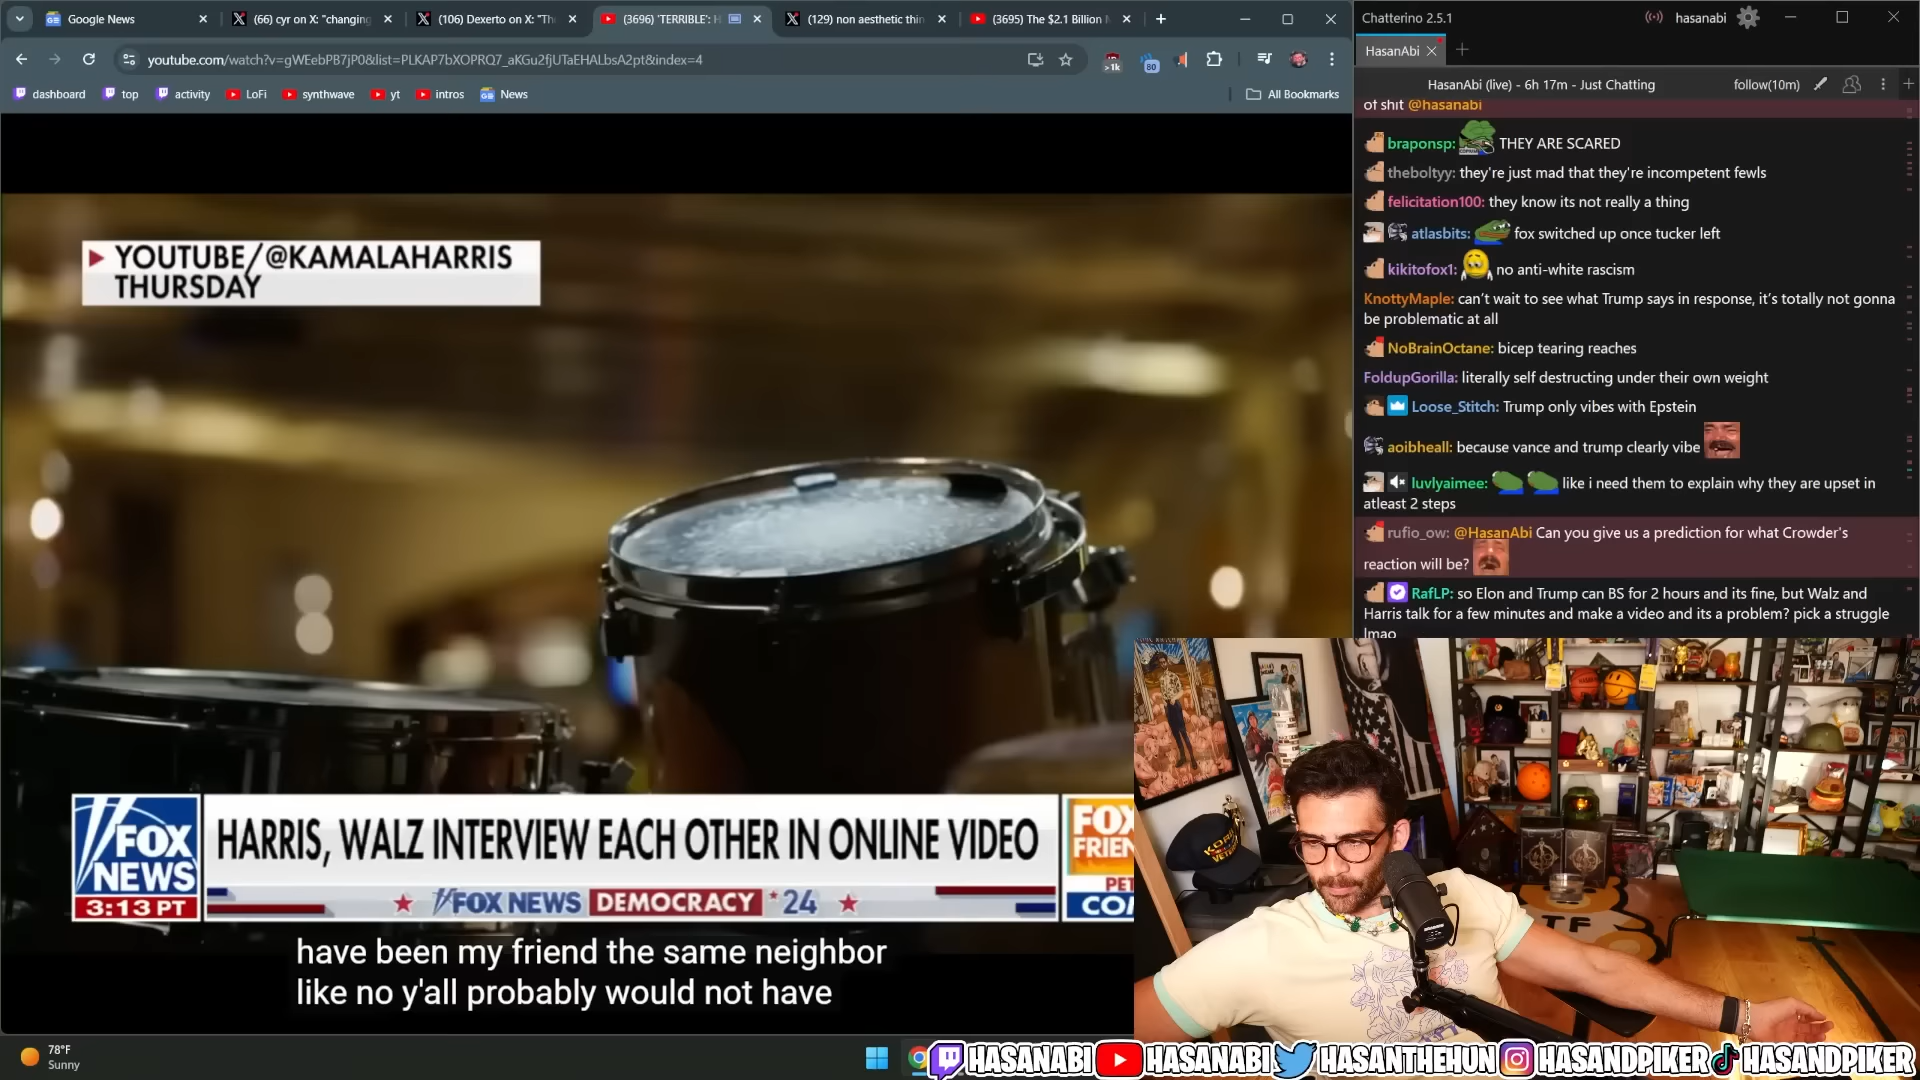 Google News
(66) cyr on X: "changing
(106) Dexerto on X: "Th
(3696) 'TERRIBLE': H
(129) non aesthetic thin
(3695) The $2.1 Billion
youtube.com/watch?v=gWEebPB7jP0&list=PLKAP7bXOPRQ7_aKGu2fjUTaEHALbsA2pt&index=4
>1k
80
dashboard
top
activity
LoFi
synthwave
yt
intros
News
All Bookmarks
YOUTUBE/@KAMALAHARRIS
THURSDAY
FOX
NEWS
3:13 PT
HARRIS, WALZ INTERVIEW EACH OTHER IN ONLINE VIDEO
FOX NEWS DEMOCRACY '24
FOX
FRIEN
PET
COM
have been my friend the same neighbor
like no y'all probably would not have
78°F
Sunny
Chatterino 2.5.1
hasanabi
HasanAbi
HasanAbi (live) - 6h 17m - Just Chatting
follow(10m)
of shit @hasanabi
braponsp: THEY ARE SCARED
theboltyy: they're just mad that they're incompetent fewls
felicitation100: they know its not really a thing
atlasbits: fox switched up once tucker left
kikitofox1: no anti-white rascism
KnottyMaple: can't wait to see what Trump says in response, it's totally not gonna
be problematic at all
NoBrainOctane: bicep tearing reaches
FoldupGorilla: literally self destructing under their own weight
Loose_Stitch: Trump only vibes with Epstein
aoibheall: because vance and trump clearly vibe
luvlyaimee: like i need them to explain why they are upset in
atleast 2 steps
rufio_ow: @HasanAbi Can you give us a prediction for what Crowder's
reaction will be?
RafLP: so Elon and Trump can BS for 2 hours and its fine, but Walz and
Harris talk for a few minutes and make a video and its a problem? pick a struggle
lmao
HASANABI
HASANABI
HASANTHEHUN
HASANDPIKER
HASANDPIKER